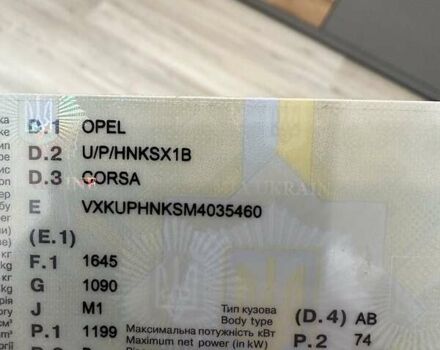 D.1 OPEL
D.2 U/P/HNKSX1B
D.3 CORSA
UKRAIN
E VXKUPHNKSM4035460
(E.1)
F.1 1645
G 1090
J M1 Тип кузова (D.4) AB
Body type
P.1 1199 Максимальна потужність кВт P.2 74
Maximum net power (in kW)